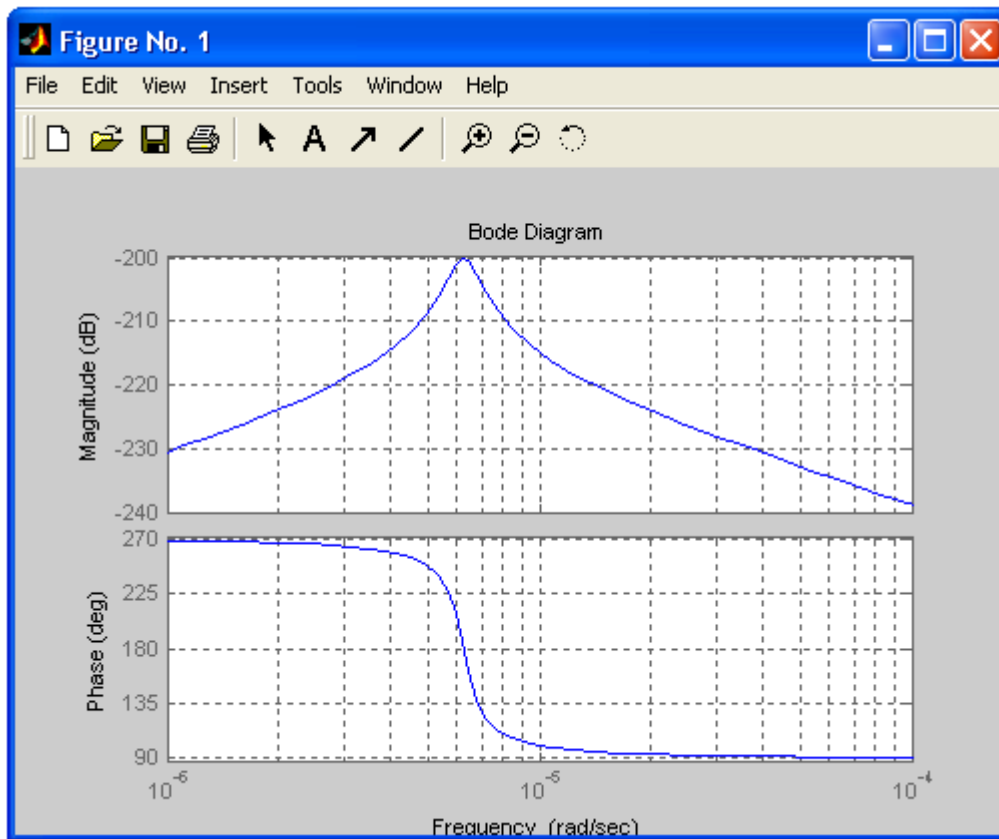 Figure No. 1
File Edit View Insert Tools Window Help
A
Bode Diagram
Magnitude (dB)
-200
-210
-220
-230
-240
Phase (deg)
270
225
180
135
90
10^-6 10^-5 10^-4
Frequency (rad/sec)